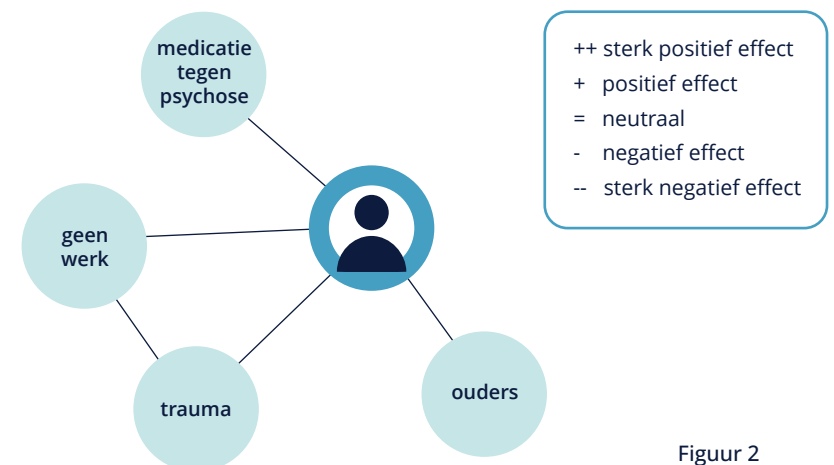 medicatie
tegen
psychose
geen
werk
trauma
ouders
++ sterk positief effect
+ positief effect
= neutraal
- negatief effect
-- sterk negatief effect
Figuur 2